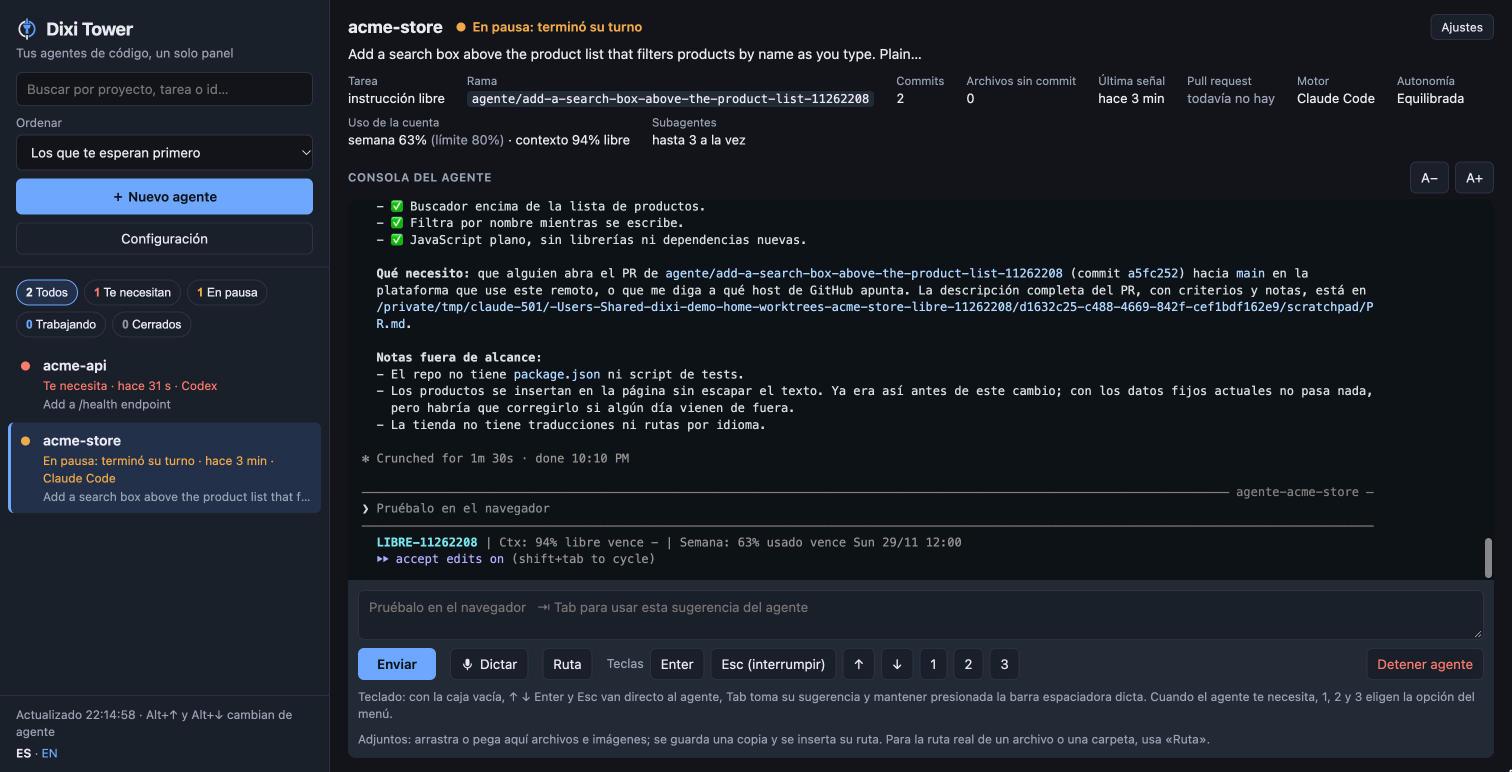 Dixi Tower
Tus agentes de código, un solo panel
Buscar por proyecto, tarea o id...
Ordenar
Los que te esperan primero
+ Nuevo agente
Configuración
2 Todos
1 Te necesitan
1 En pausa
0 Trabajando
0 Cerrados
acme-api
Te necesita · hace 31 s · Codex
Add a /health endpoint
acme-store
En pausa: terminó su turno · hace 3 min ·
Claude Code
Add a search box above the product list that f...
Actualizado 22:14:58 · Alt+↑ y Alt+↓ cambian de
agente
ES · EN
acme-store ● En pausa: terminó su turno
Ajustes
Add a search box above the product list that filters products by name as you type. Plain...
Tarea Rama Commits Archivos sin commit Última señal Pull request Motor Autonomía
instrucción libre agente/add-a-search-box-above-the-product-list-11262208 2 0 hace 3 min todavía no hay Claude Code Equilibrada
Uso de la cuenta Subagentes
semana 63% (límite 80%) · contexto 94% libre hasta 3 a la vez
CONSOLA DEL AGENTE
A− A+
– ✅ Buscador encima de la lista de productos.
– ✅ Filtra por nombre mientras se escribe.
– ✅ JavaScript plano, sin librerías ni dependencias nuevas.
Qué necesito: que alguien abra el PR de agente/add-a-search-box-above-the-product-list-11262208 (commit a5fc252) hacia main en la
plataforma que use este remoto, o que me diga a qué host de GitHub apunta. La descripción completa del PR, con criterios y notas, está en
/private/tmp/claude-501/-Users-Shared-dixi-demo-home-worktrees-acme-store-libre-11262208/d1632c25-c488-4669-842f-cef1bdf162e9/scratchpad/P
R.md.
Notas fuera de alcance:
– El repo no tiene package.json ni script de tests.
– Los productos se insertan en la página sin escapar el texto. Ya era así antes de este cambio; con los datos fijos actuales no pasa nada,
pero habría que corregirlo si algún día vienen de fuera.
– La tienda no tiene traducciones ni rutas por idioma.
✻ Crunched for 1m 30s · done 10:10 PM
agente-acme-store —
❯ Pruébalo en el navegador
LIBRE-11262208 | Ctx: 94% libre vence – | Semana: 63% usado vence Sun 29/11 12:00
▸▸ accept edits on (shift+tab to cycle)
Pruébalo en el navegador ⇥ Tab para usar esta sugerencia del agente
Enviar Dictar Ruta Teclas Enter Esc (interrumpir) ↑ ↓ 1 2 3 Detener agente
Teclado: con la caja vacía, ↑ ↓ Enter y Esc van directo al agente, Tab toma su sugerencia y mantener presionada la barra espaciadora dicta. Cuando el agente te necesita, 1, 2 y 3 eligen la opción del
menú.
Adjuntos: arrastra o pega aquí archivos e imágenes; se guarda una copia y se inserta su ruta. Para la ruta real de un archivo o una carpeta, usa «Ruta».